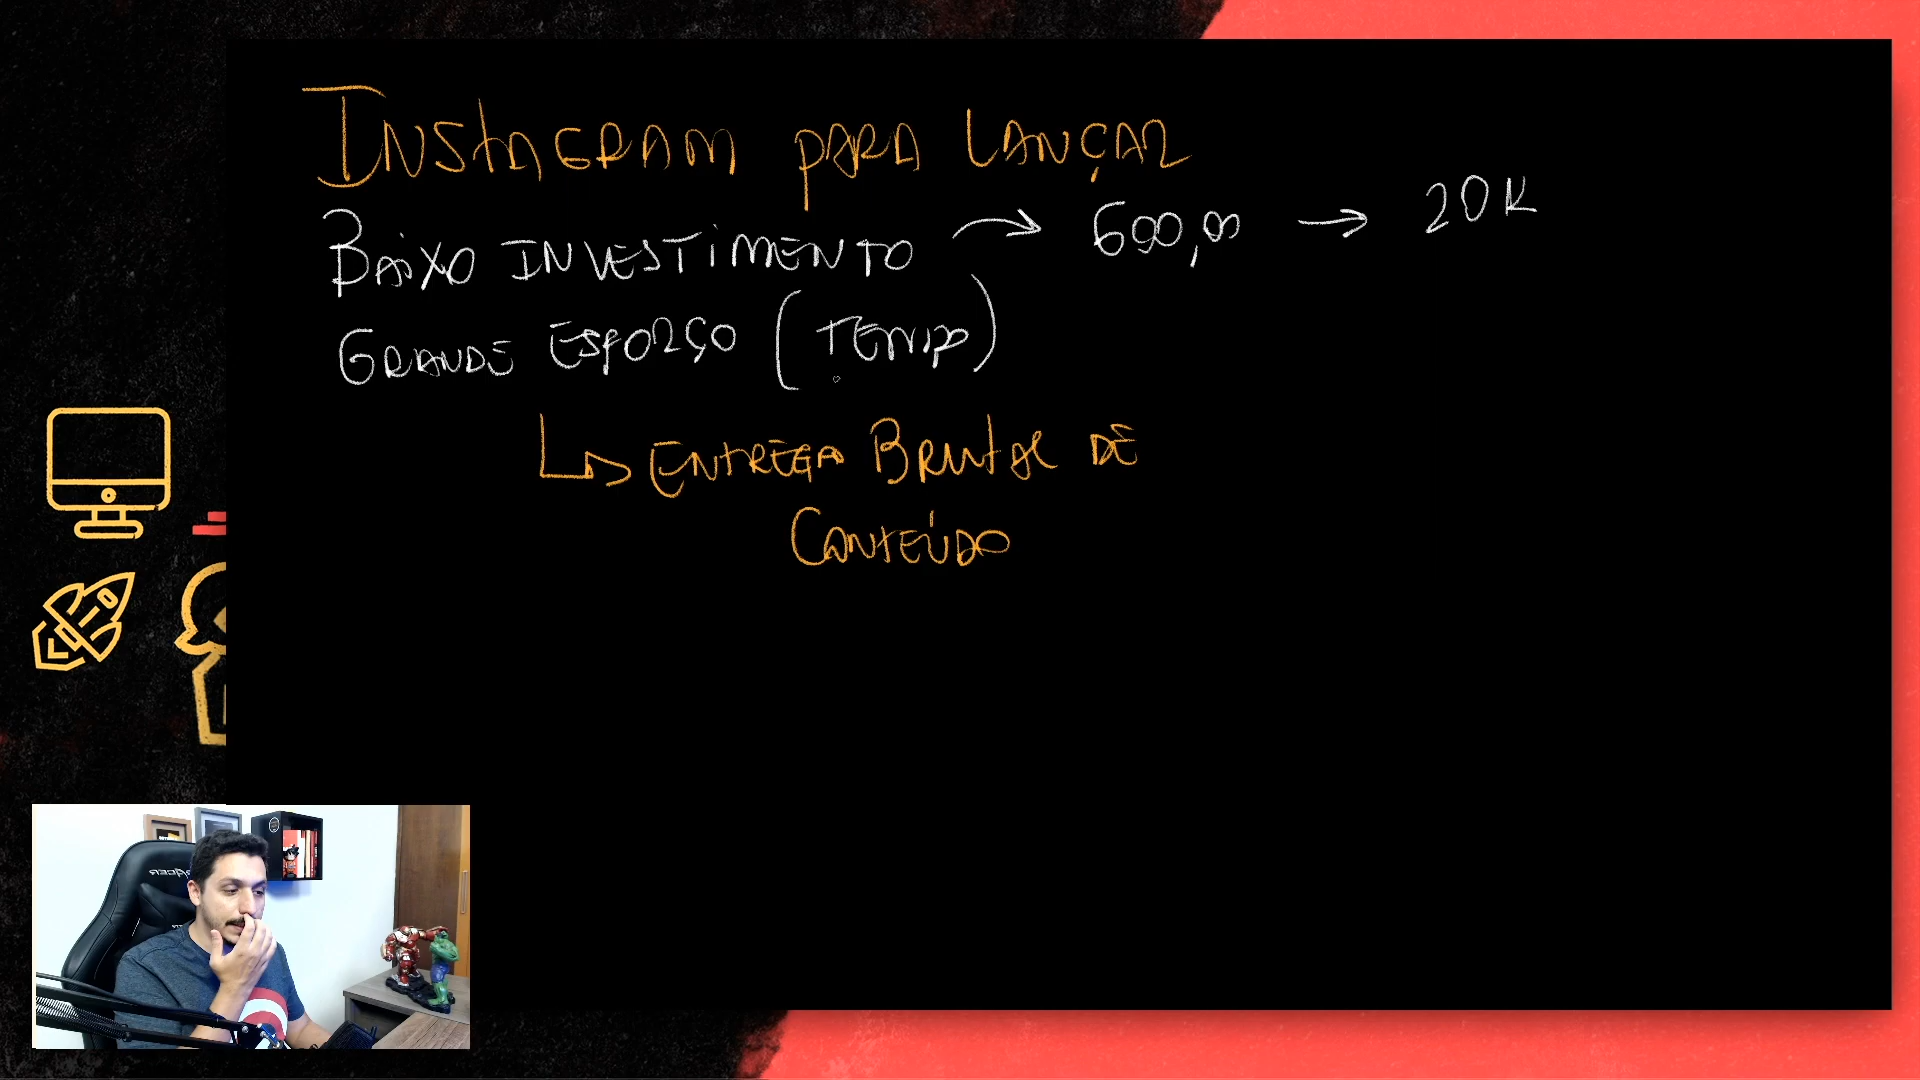 INSTAGRAM PARA LANÇAR
BAIXO INVESTIMENTO → 600,00 → 20K
GRANDE ESFORÇO (TEMPO)
↳ ENTREGA BRUTAL DE
CONTEÚDO